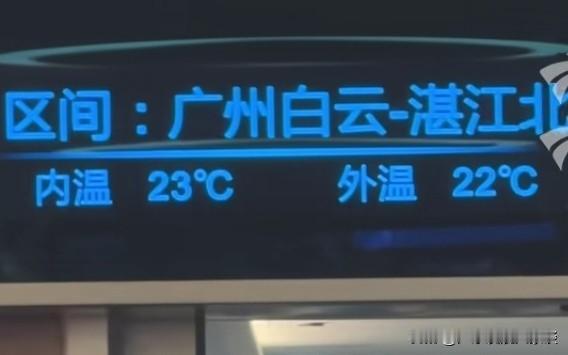 区间：广州白云-湛江北
内温 23℃ 外温 22℃